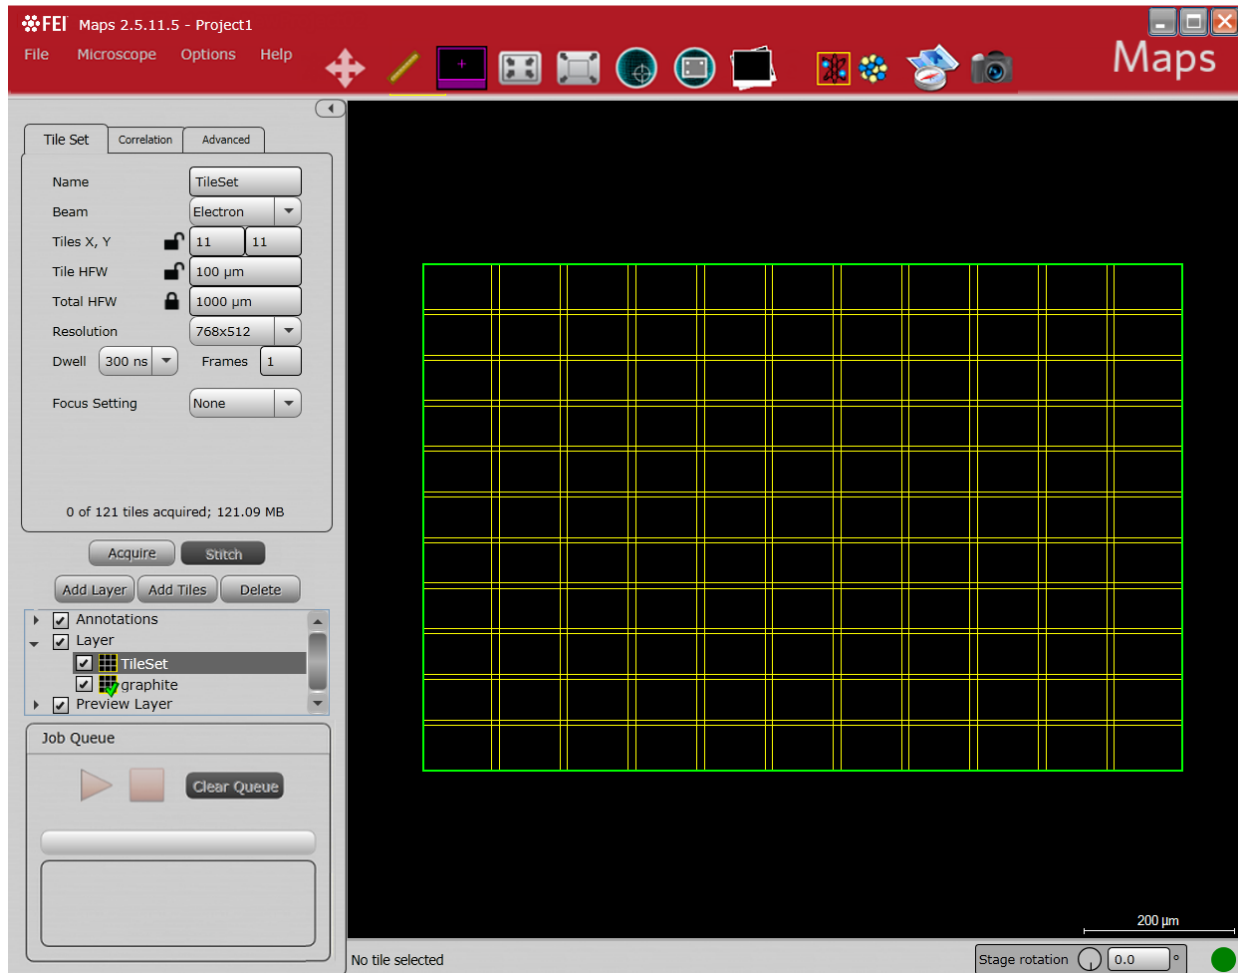 FEI Maps 2.5.11.5 - Project1
File Microscope Options Help
Maps
Tile Set Correlation Advanced
Name TileSet
Beam Electron
Tiles X, Y 11 11
Tile HFW 100 µm
Total HFW 1000 µm
Resolution 768x512
Dwell 300 ns Frames 1
Focus Setting None
0 of 121 tiles acquired; 121.09 MB
Acquire Stitch
Add Layer Add Tiles Delete
Annotations
Layer
TileSet
graphite
Preview Layer
Job Queue
Clear Queue
200 µm
No tile selected
Stage rotation 0.0 °